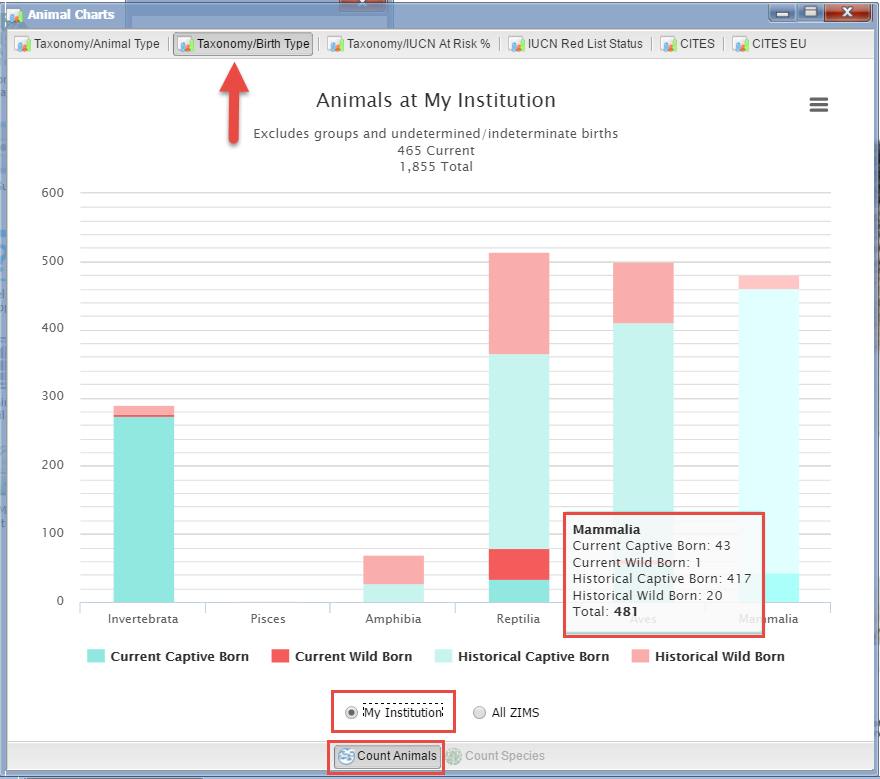 Animal Charts
Taxonomy/Animal Type
Taxonomy/Birth Type
Taxonomy/IUCN At Risk %
IUCN Red List Status
CITES
CITES EU
Animals at My Institution
Excludes groups and undetermined/indeterminate births
465 Current
1,855 Total
600
500
400
300
200
100
0
Mammalia
Current Captive Born: 43
Current Wild Born: 1
Historical Captive Born: 417
Historical Wild Born: 20
Total: 481
Invertebrata
Pisces
Amphibia
Reptilia
Aves
Mammalia
Current Captive Born
Current Wild Born
Historical Captive Born
Historical Wild Born
My Institution
All ZIMS
Count Animals
Count Species